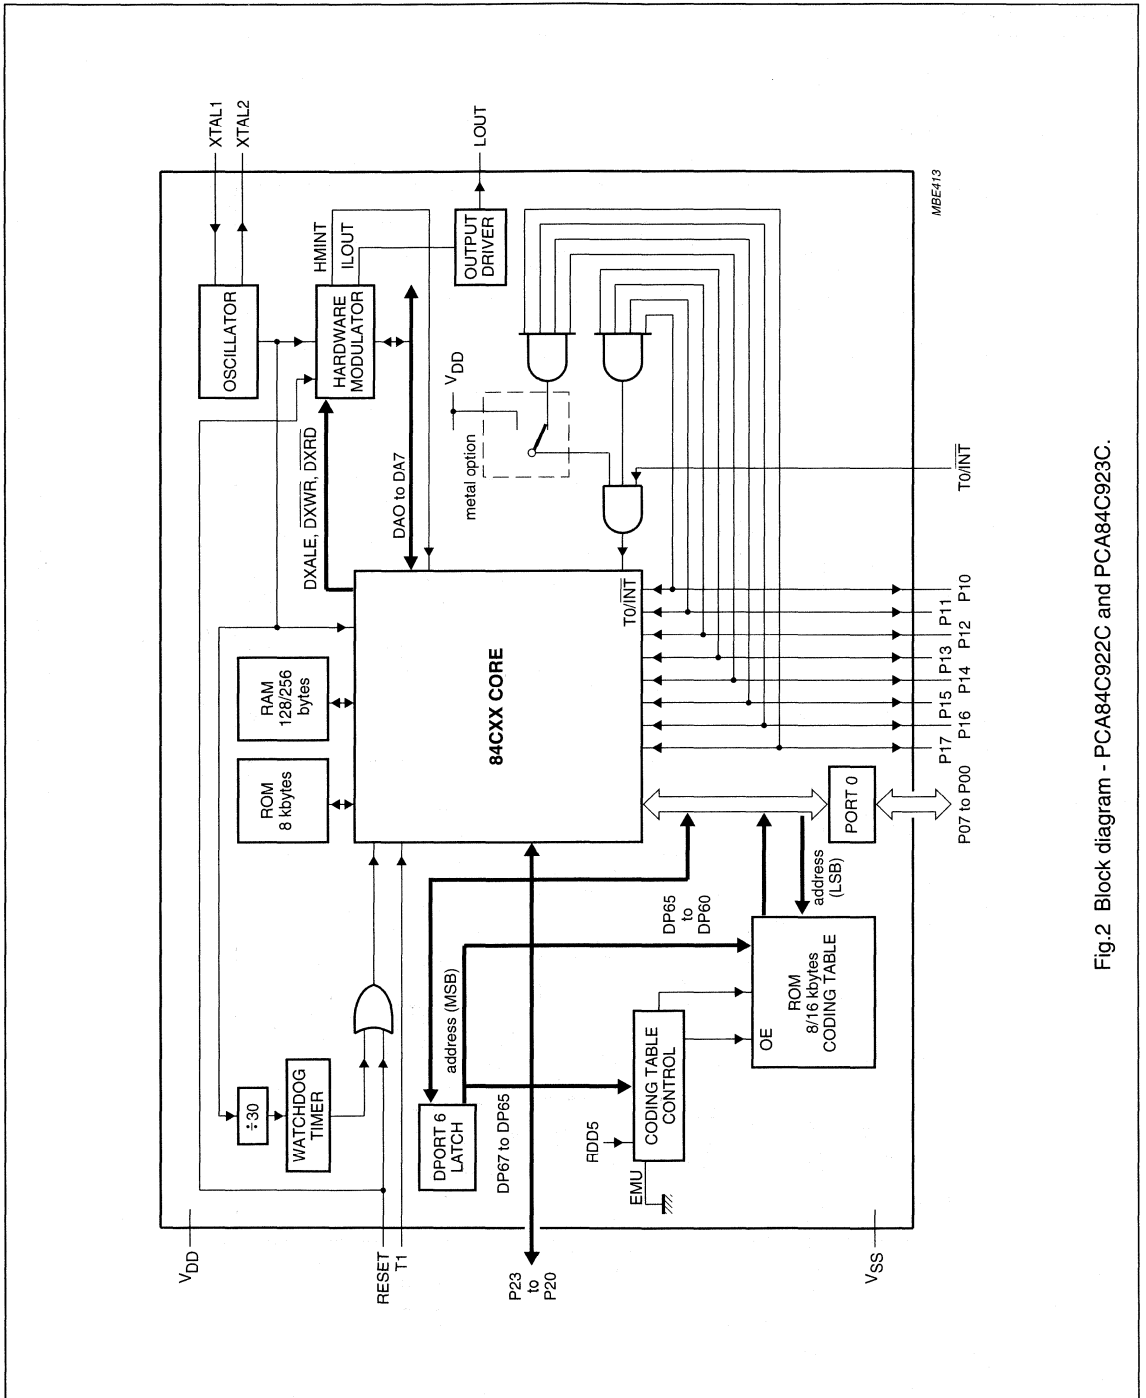 VDD
RESET
T1
P23
to
P20
VSS
÷30
WATCHDOG
TIMER
DPORT 6
LATCH
DP67 to DP65
address (MSB)
RDD5
EMU
CODING TABLE
CONTROL
OE
ROM
8/16 kbytes
CODING TABLE
DP65
to
DP60
address
(LSB)
ROM
8 kbytes
RAM
128/256
bytes
84CXX CORE
T0/INT
PORT 0
P07 to P00
P17
P16
P15
P14
P13
P12
P11
P10
T0/INT
DXALE, DXWR, DXRD
DAO to DA7
metal option
VDD
OSCILLATOR
HARDWARE
MODULATOR
HMINT
ILOUT
OUTPUT
DRIVER
XTAL1
XTAL2
LOUT
MBE413
Fig.2 Block diagram - PCA84C922C and PCA84C923C.